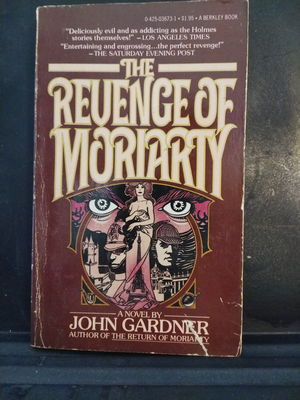 0-425-03673-1 • $1.95 • A BERKLEY BOOK
"Deliciously evil and as addicting as the Holmes
stories themselves!" — LOS ANGELES TIMES
"Entertaining and engrossing...the perfect revenge!"
— THE SATURDAY EVENING POST
THE
REVENGE OF
MORIARTY
A NOVEL BY
JOHN GARDNER
AUTHOR OF THE RETURN OF MORIARTY